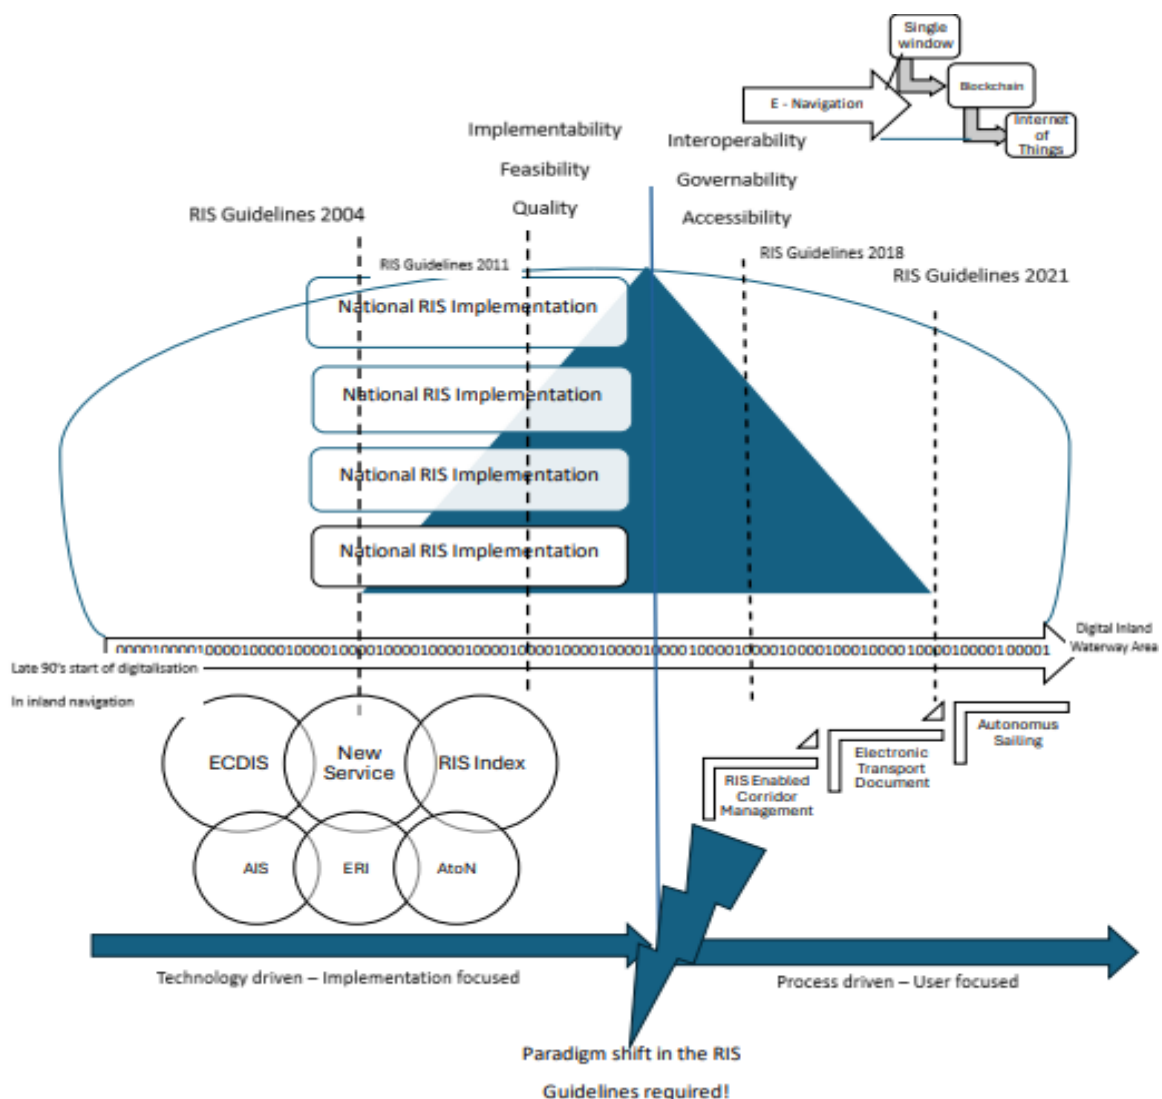 Single
window
E - Navigation
Blockchain
Internet
of
Things
Implementability
Feasibility
Quality
Interoperability
Governability
Accessibility
RIS Guidelines 2004
RIS Guidelines 2011
RIS Guidelines 2018
RIS Guidelines 2021
National RIS Implementation
National RIS Implementation
National RIS Implementation
National RIS Implementation
Digital Inland
Waterway Area
Late 90's start of digitalisation
In inland navigation
ECDIS
New
Service
RIS Index
AIS
ERI
AtoN
RIS Enabled
Corridor
Management
Electronic
Transport
Document
Autonomus
Sailing
Technology driven – Implementation focused
Process driven – User focused
Paradigm shift in the RIS
Guidelines required!